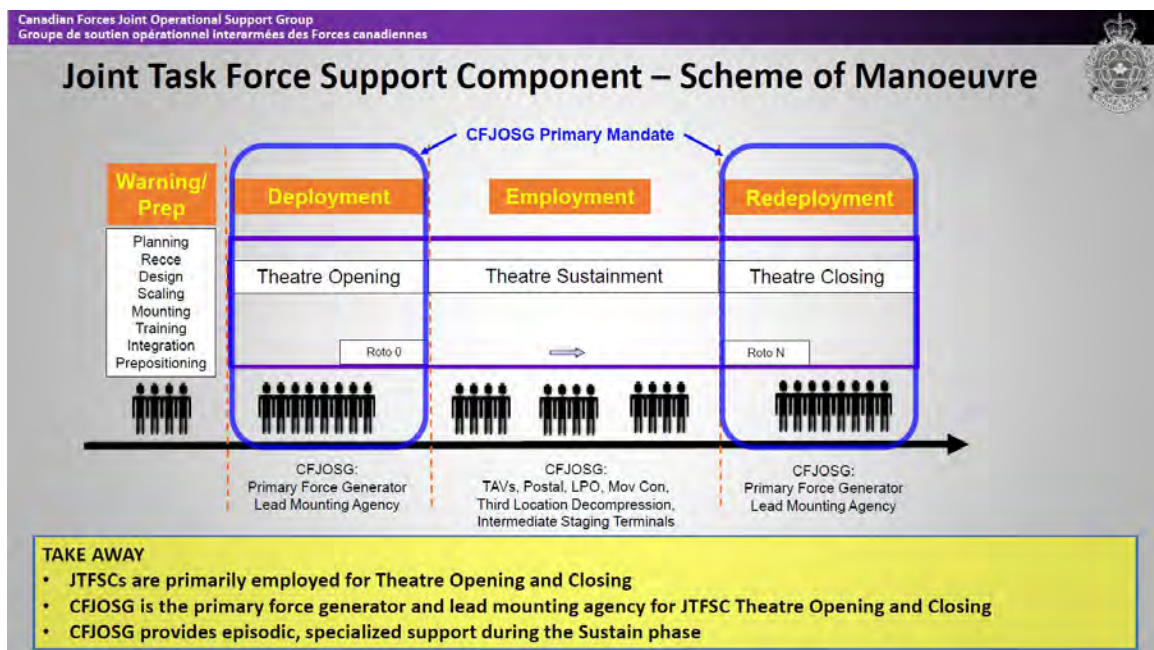 Canadian Forces Joint Operational Support Group
Groupe de soutien opérationnel interarmées des Forces canadiennes
Joint Task Force Support Component – Scheme of Manoeuvre
CFJOSG Primary Mandate
Warning/
Prep
Deployment
Employment
Redeployment
Planning
Recce
Design
Scaling
Mounting
Training
Integration
Prepositioning
Theatre Opening
Theatre Sustainment
Theatre Closing
Roto 0
Roto N
CFJOSG:
Primary Force Generator
Lead Mounting Agency
CFJOSG:
TAVs, Postal, LPO, Mov Con,
Third Location Decompression,
Intermediate Staging Terminals
CFJOSG:
Primary Force Generator
Lead Mounting Agency
TAKE AWAY
• JTFSCs are primarily employed for Theatre Opening and Closing
• CFJOSG is the primary force generator and lead mounting agency for JTFSC Theatre Opening and Closing
• CFJOSG provides episodic, specialized support during the Sustain phase